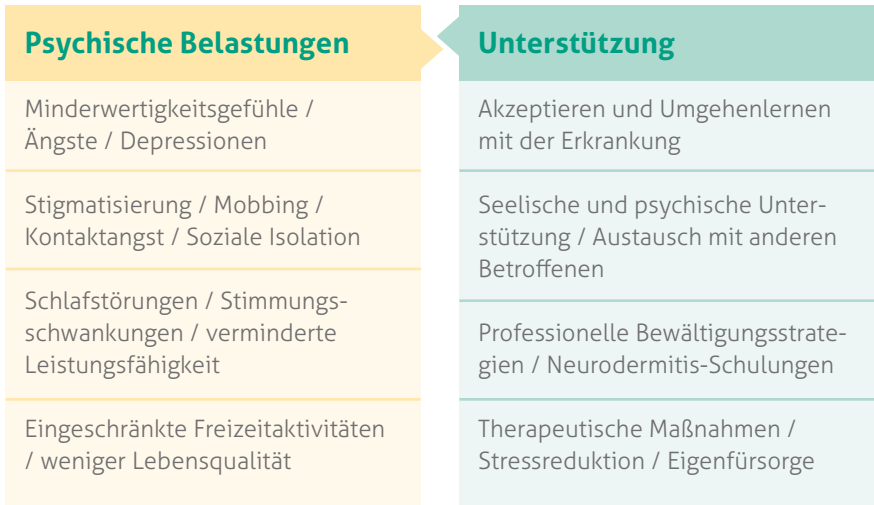 Psychische Belastungen
Minderwertigkeitsgefühle /
Ängste / Depressionen
Stigmatisierung / Mobbing /
Kontaktangst / Soziale Isolation
Schlafstörungen / Stimmungs-
schwankungen / verminderte
Leistungsfähigkeit
Eingeschränkte Freizeitaktivitäten
/ weniger Lebensqualität
Unterstützung
Akzeptieren und Umgehenlernen
mit der Erkrankung
Seelische und psychische Unter-
stützung / Austausch mit anderen
Betroffenen
Professionelle Bewältigungsstrate-
gien / Neurodermitis-Schulungen
Therapeutische Maßnahmen /
Stressreduktion / Eigenfürsorge